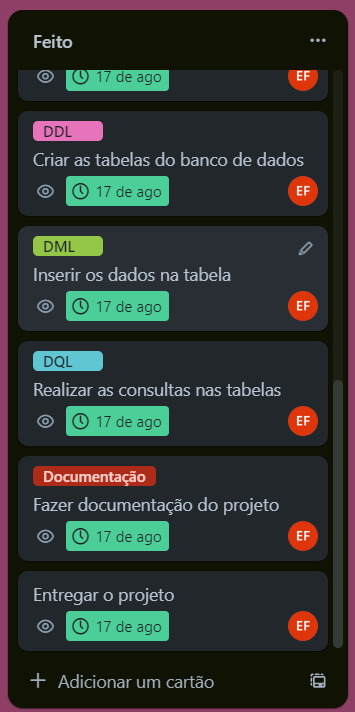 Feito
17 de ago
EF
DDL
Criar as tabelas do banco de dados
17 de ago
EF
DML
Inserir os dados na tabela
17 de ago
EF
DQL
Realizar as consultas nas tabelas
17 de ago
EF
Documentação
Fazer documentação do projeto
17 de ago
EF
Entregar o projeto
17 de ago
EF
Adicionar um cartão